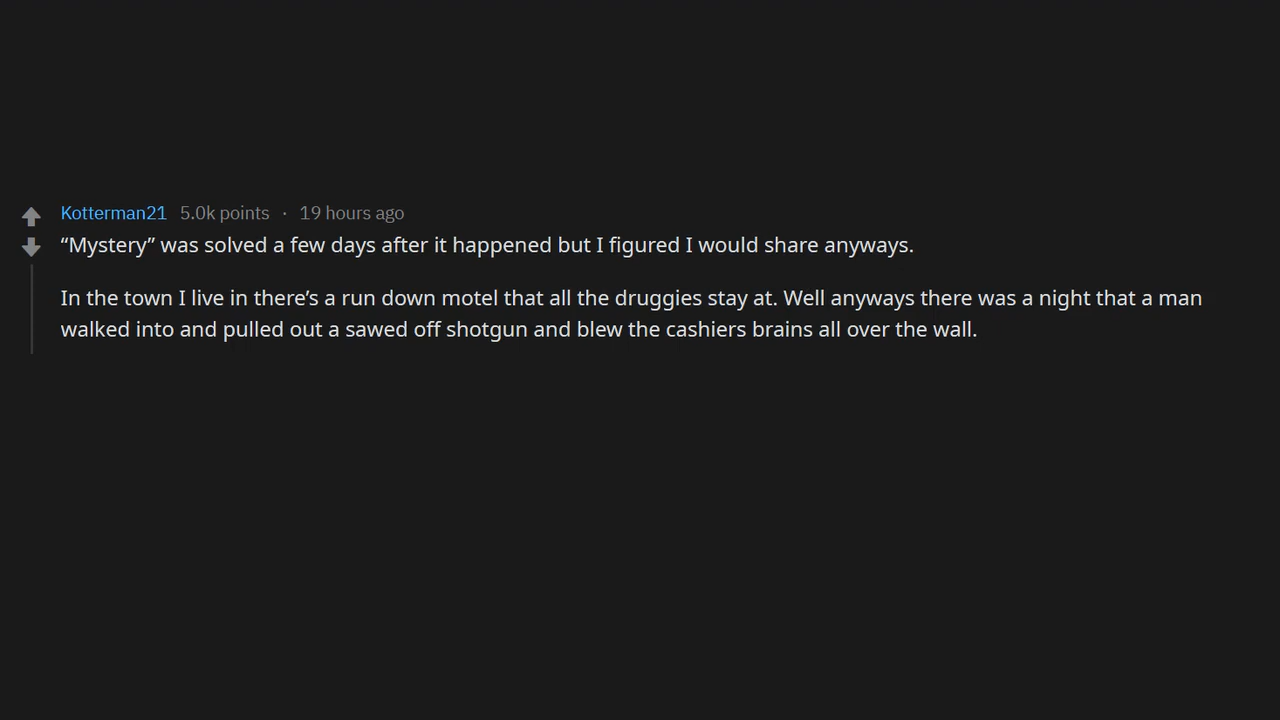 Kotterman21 5.0k points · 19 hours ago
“Mystery” was solved a few days after it happened but I figured I would share anyways.
In the town I live in there’s a run down motel that all the druggies stay at. Well anyways there was a night that a man
walked into and pulled out a sawed off shotgun and blew the cashiers brains all over the wall.